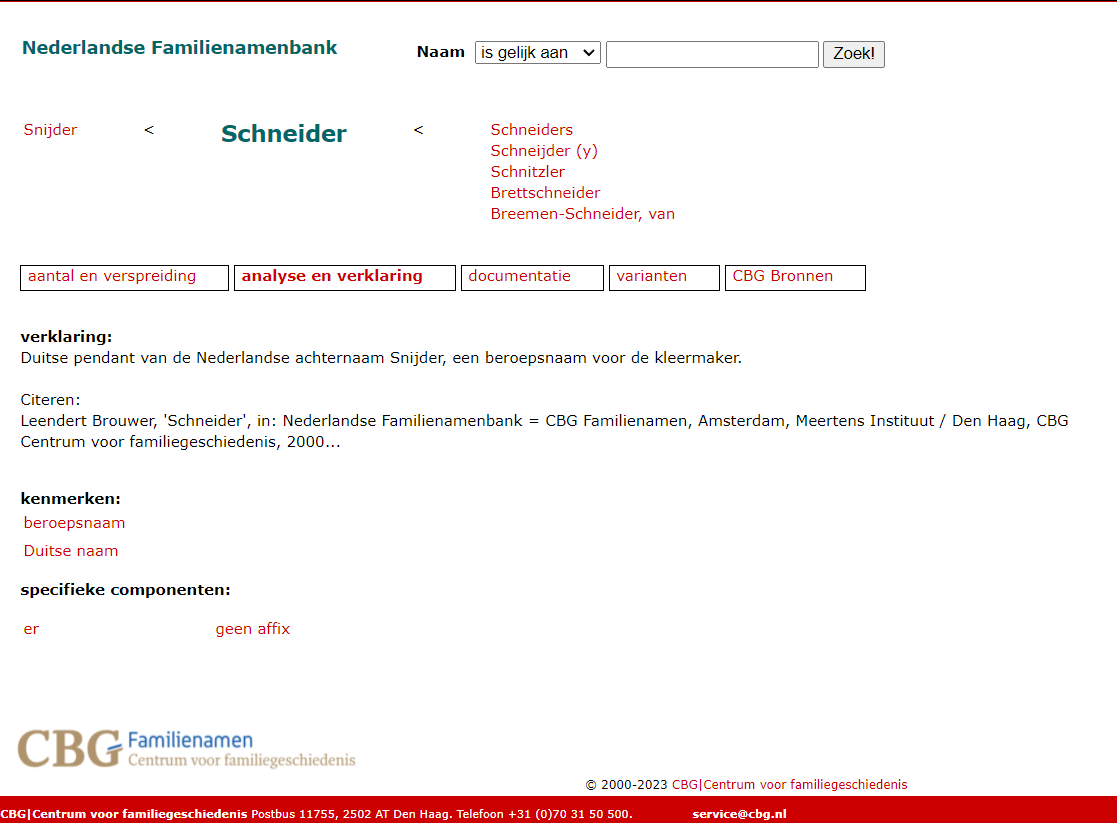 Nederlandse Familienamenbank
Naam is gelijk aan Zoek!
Snijder < Schneider < Schneiders
Schneijder (y)
Schnitzler
Brettschneider
Breemen-Schneider, van
aantal en verspreiding analyse en verklaring documentatie varianten CBG Bronnen
verklaring:
Duitse pendant van de Nederlandse achternaam Snijder, een beroepsnaam voor de kleermaker.
Citeren:
Leendert Brouwer, 'Schneider', in: Nederlandse Familienamenbank = CBG Familienamen, Amsterdam, Meertens Instituut / Den Haag, CBG
Centrum voor familiegeschiedenis, 2000...
kenmerken:
beroepsnaam
Duitse naam
specifieke componenten:
er geen affix
CBG Familienamen
Centrum voor familiegeschiedenis
© 2000-2023 CBG|Centrum voor familiegeschiedenis
CBG|Centrum voor familiegeschiedenis Postbus 11755, 2502 AT Den Haag. Telefoon +31 (0)70 31 50 500. service@cbg.nl